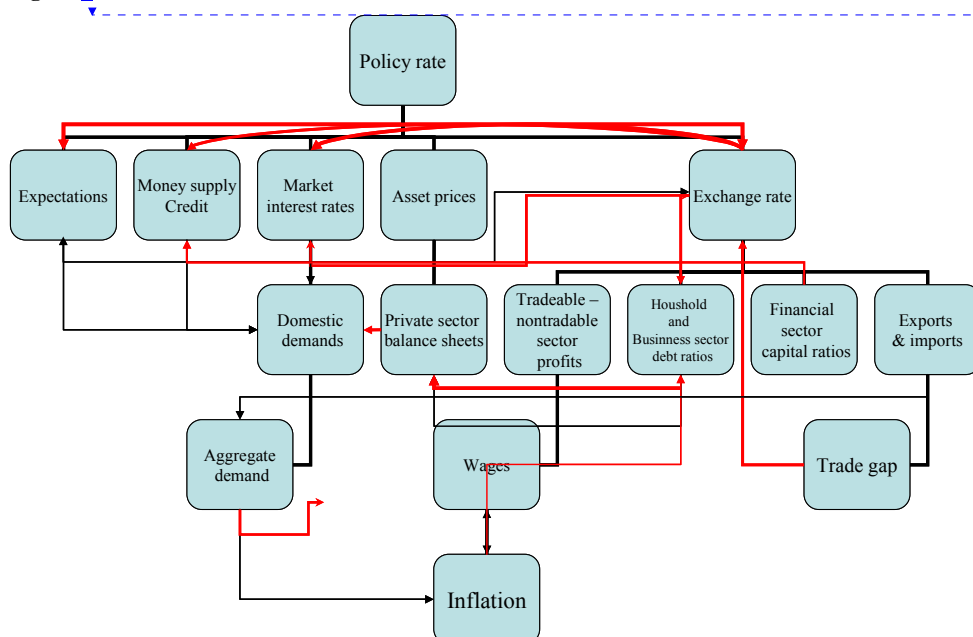 Policy rate
Expectations
Money supply
Credit
Market
interest rates
Asset prices
Exchange rate
Domestic
demands
Private sector
balance sheets
Tradeable –
nontradable
sector
profits
Houshold
and
Businness sector
debt ratios
Financial
sector
capital ratios
Exports
& imports
Aggregate
demand
Wages
Trade gap
Inflation